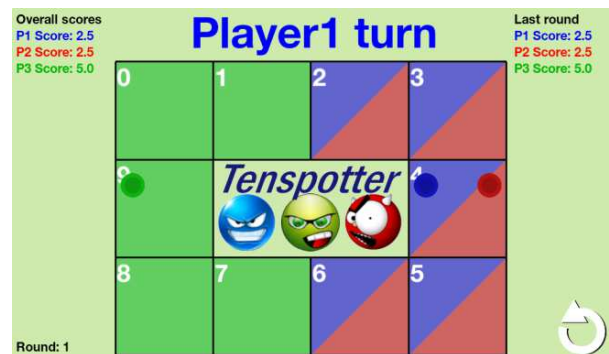 Overall scores
P1 Score: 2.5
P2 Score: 2.5
P3 Score: 5.0
Player1 turn
Last round
P1 Score: 2.5
P2 Score: 2.5
P3 Score: 5.0
0 1 2 3
9 Tenspotter 4
8 7 6 5
Round: 1